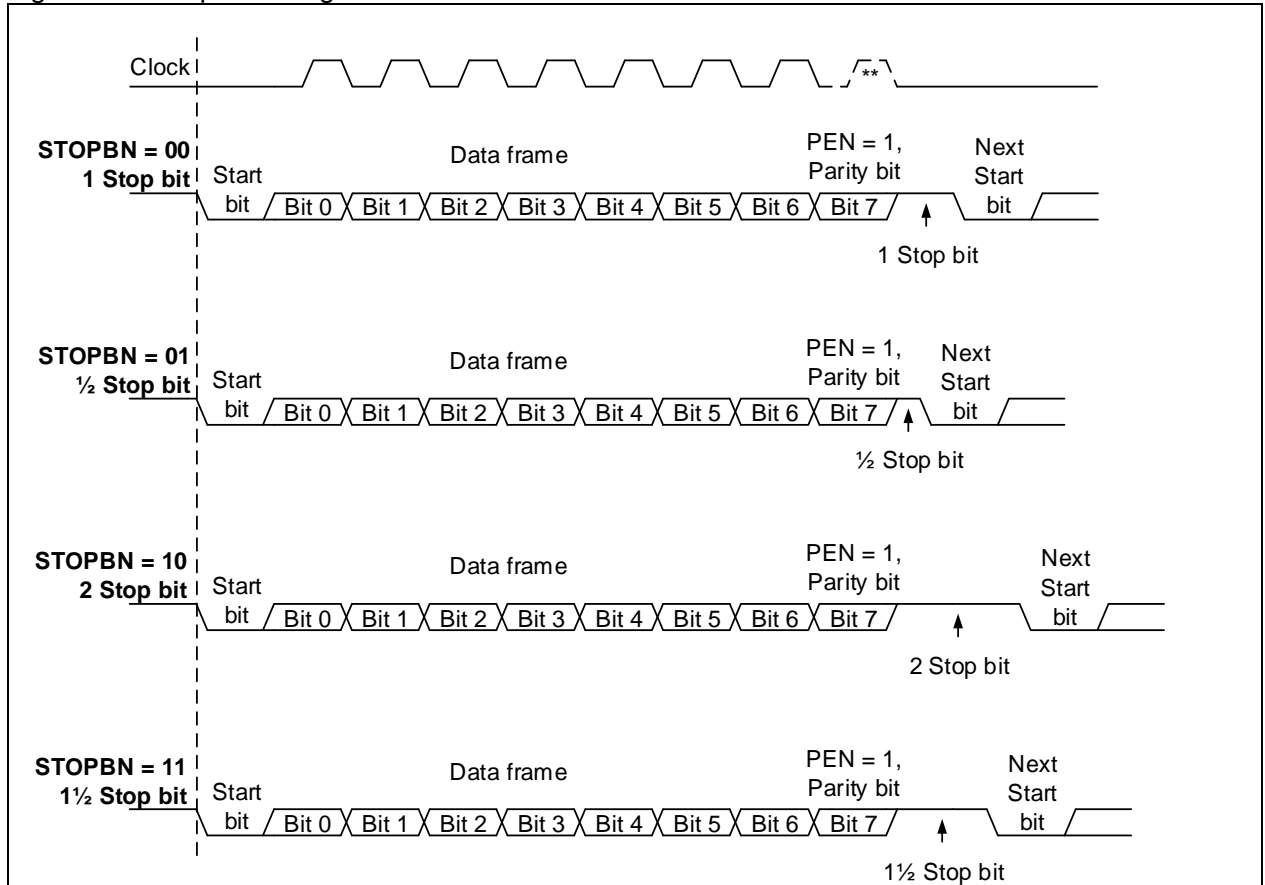 Clock
**
STOPBN = 00
1 Stop bit
Start
bit
Data frame
PEN = 1,
Parity bit
Next
Start
bit
Bit 0 Bit 1 Bit 2 Bit 3 Bit 4 Bit 5 Bit 6 Bit 7
1 Stop bit
STOPBN = 01
½ Stop bit
Start
bit
Data frame
PEN = 1,
Parity bit
Next
Start
bit
Bit 0 Bit 1 Bit 2 Bit 3 Bit 4 Bit 5 Bit 6 Bit 7
½ Stop bit
STOPBN = 10
2 Stop bit
Start
bit
Data frame
PEN = 1,
Parity bit
Next
Start
bit
Bit 0 Bit 1 Bit 2 Bit 3 Bit 4 Bit 5 Bit 6 Bit 7
2 Stop bit
STOPBN = 11
1½ Stop bit
Start
bit
Data frame
PEN = 1,
Parity bit
Next
Start
bit
Bit 0 Bit 1 Bit 2 Bit 3 Bit 4 Bit 5 Bit 6 Bit 7
1½ Stop bit